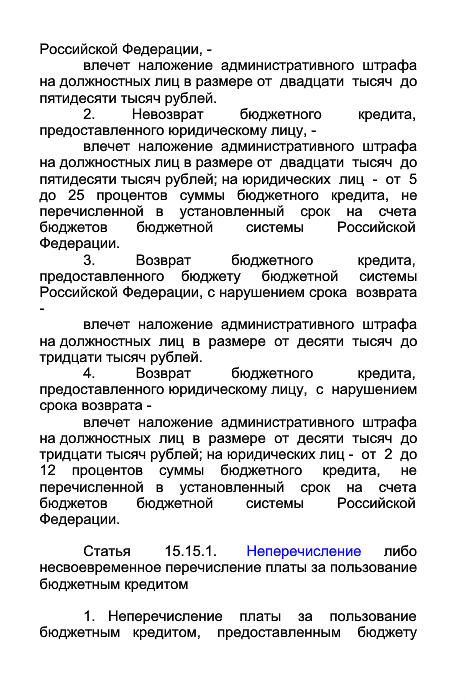 Российской Федерации, -
влечет наложение административного штрафа
на должностных лиц в размере от двадцати тысяч до
пятидесяти тысяч рублей.
2. Невозврат бюджетного кредита,
предоставленного юридическому лицу, -
влечет наложение административного штрафа
на должностных лиц в размере от двадцати тысяч до
пятидесяти тысяч рублей; на юридических лиц - от 5
до 25 процентов суммы бюджетного кредита, не
перечисленной в установленный срок на счета
бюджетов бюджетной системы Российской
Федерации.
3. Возврат бюджетного кредита,
предоставленного бюджету бюджетной системы
Российской Федерации, с нарушением срока возврата
-
влечет наложение административного штрафа
на должностных лиц в размере от десяти тысяч до
тридцати тысяч рублей.
4. Возврат бюджетного кредита,
предоставленного юридическому лицу, с нарушением
срока возврата -
влечет наложение административного штрафа
на должностных лиц в размере от десяти тысяч до
тридцати тысяч рублей; на юридических лиц - от 2 до
12 процентов суммы бюджетного кредита, не
перечисленной в установленный срок на счета
бюджетов бюджетной системы Российской
Федерации.
Статья 15.15.1. Неперечисление либо
несвоевременное перечисление платы за пользование
бюджетным кредитом
1. Неперечисление платы за пользование
бюджетным кредитом, предоставленным бюджету